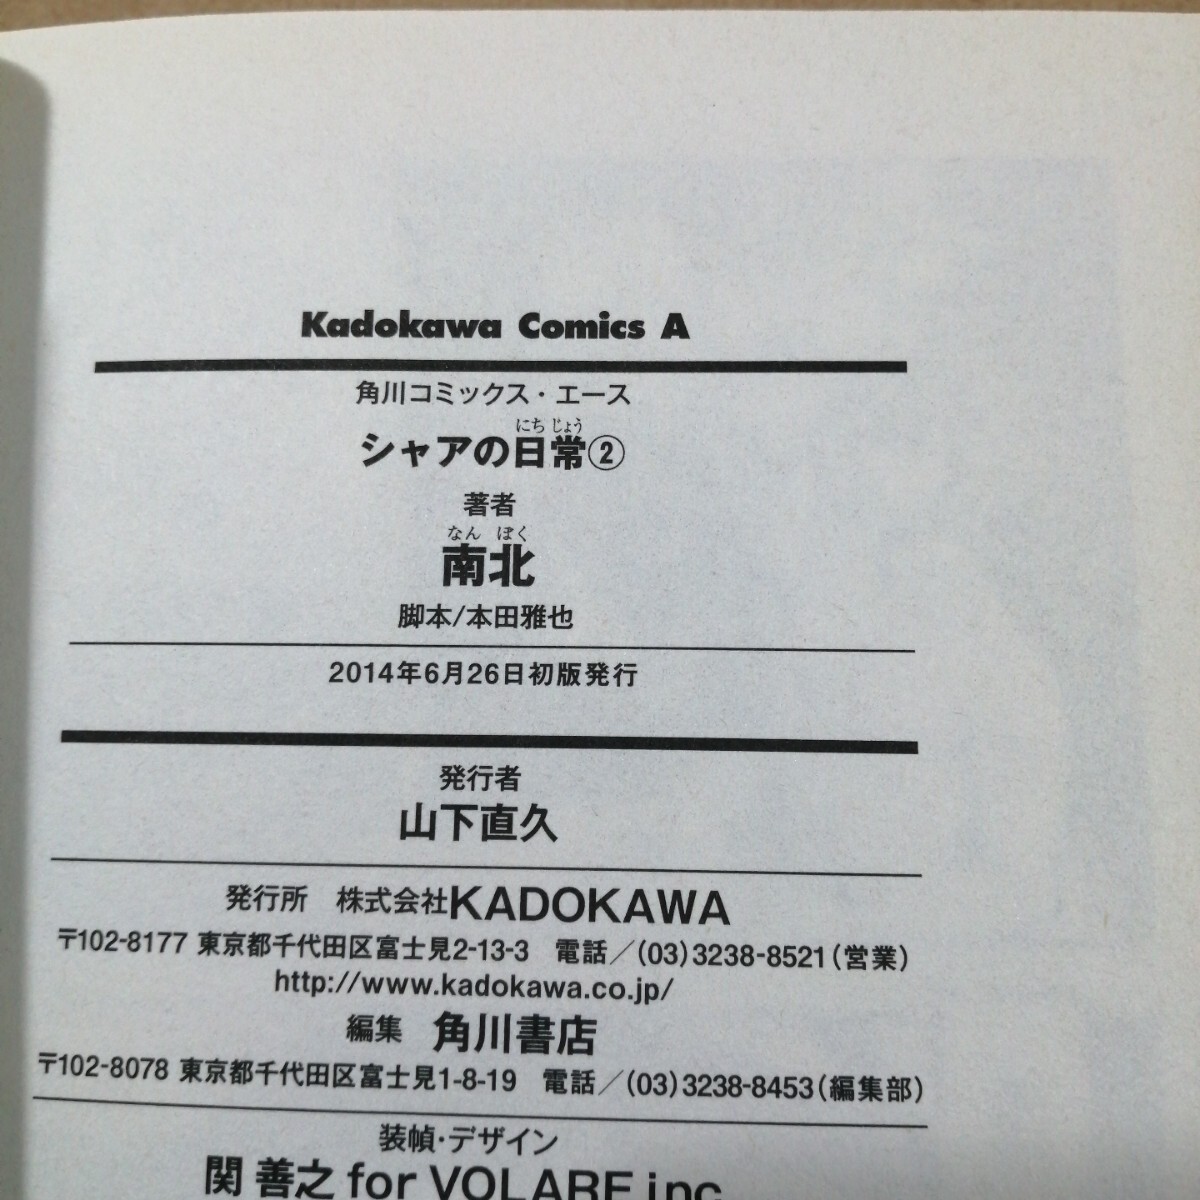 Kadokawa Comics A
角川コミックス・エース
にちじょう
シャアの日常②
著者
なんぼく
南北
脚本/本田雅也
2014年6月26日初版発行
発行者
山下直久
発行所 株式会社KADOKAWA
〒102-8177 東京都千代田区富士見2-13-3 電話/(03)3238-8521(営業)
http://www.kadokawa.co.jp/
編集 角川書店
〒102-8078 東京都千代田区富士見1-8-19 電話/(03)3238-8453(編集部)
装幀・デザイン
関 善之 for VOLARE inc